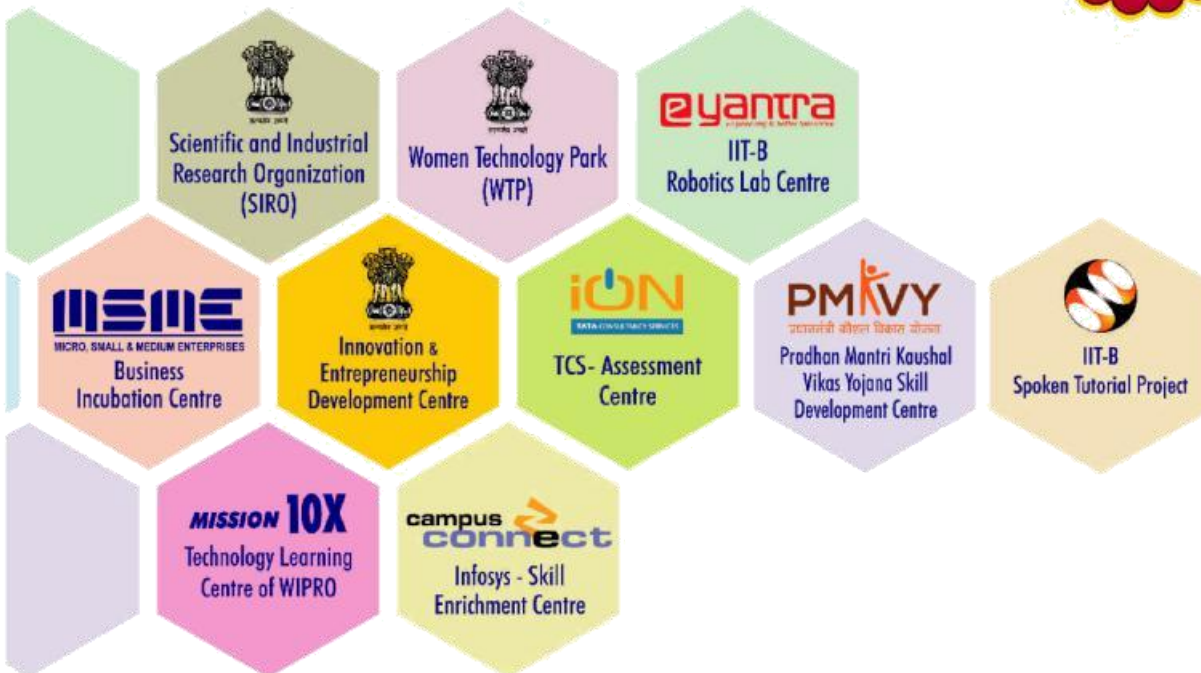 Scientific and Industrial
Research Organization
(SIRO)
Women Technology Park
(WTP)
e yantra
IIT-B
Robotics Lab Centre
MSME
MICRO, SMALL & MEDIUM ENTERPRISES
Business
Incubation Centre
Innovation &
Entrepreneurship
Development Centre
iON
TATA CONSULTANCY SERVICES
TCS- Assessment
Centre
PMKVY
प्रधानमंत्री कौशल विकास योजना
Pradhan Mantri Kaushal
Vikas Yojana Skill
Development Centre
IIT-B
Spoken Tutorial Project
MISSION 10X
Technology Learning
Centre of WIPRO
campus
connect
Infosys - Skill
Enrichment Centre